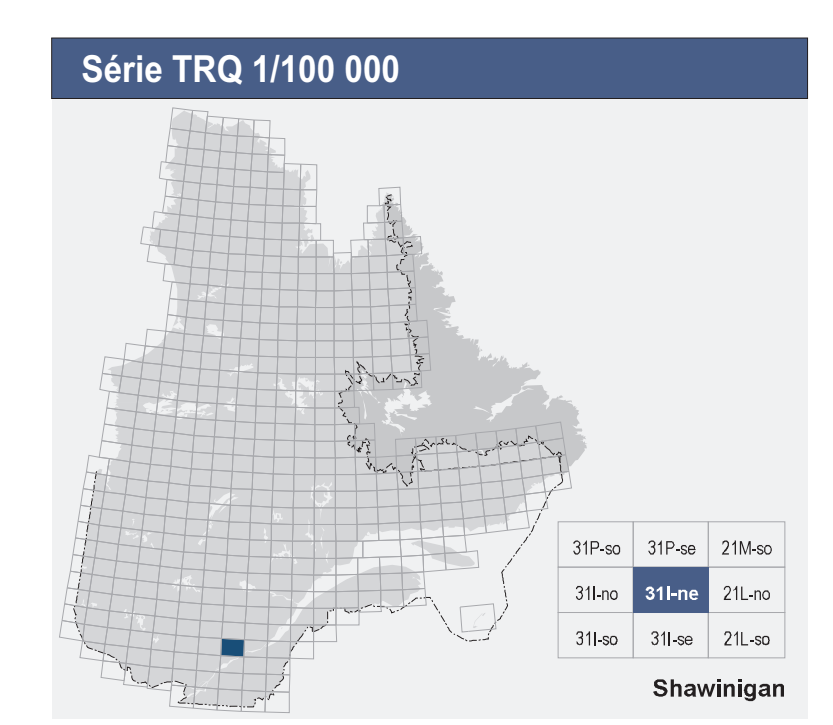 Série TRQ 1/100 000
31P-so 31P-se 21M-so
31I-no 31I-ne 21L-no
31I-so 31I-se 21L-so
Shawinigan